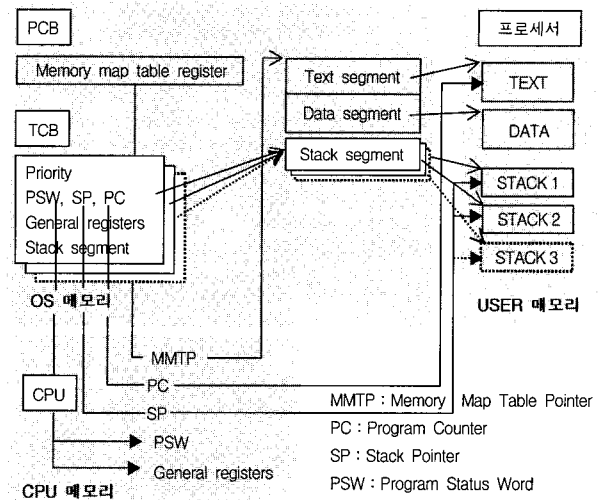 PCB
Memory map table register
TCB
Priority
PSW, SP, PC
General registers
Stack segment
OS 메모리
CPU
CPU 메모리
MMTP
PC
SP
PSW
General registers
Text segment
Data segment
Stack segment
프로세서
TEXT
DATA
STACK 1
STACK 2
STACK 3
USER 메모리
MMTP : Memory Map Table Pointer
PC : Program Counter
SP : Stack Pointer
PSW : Program Status Word